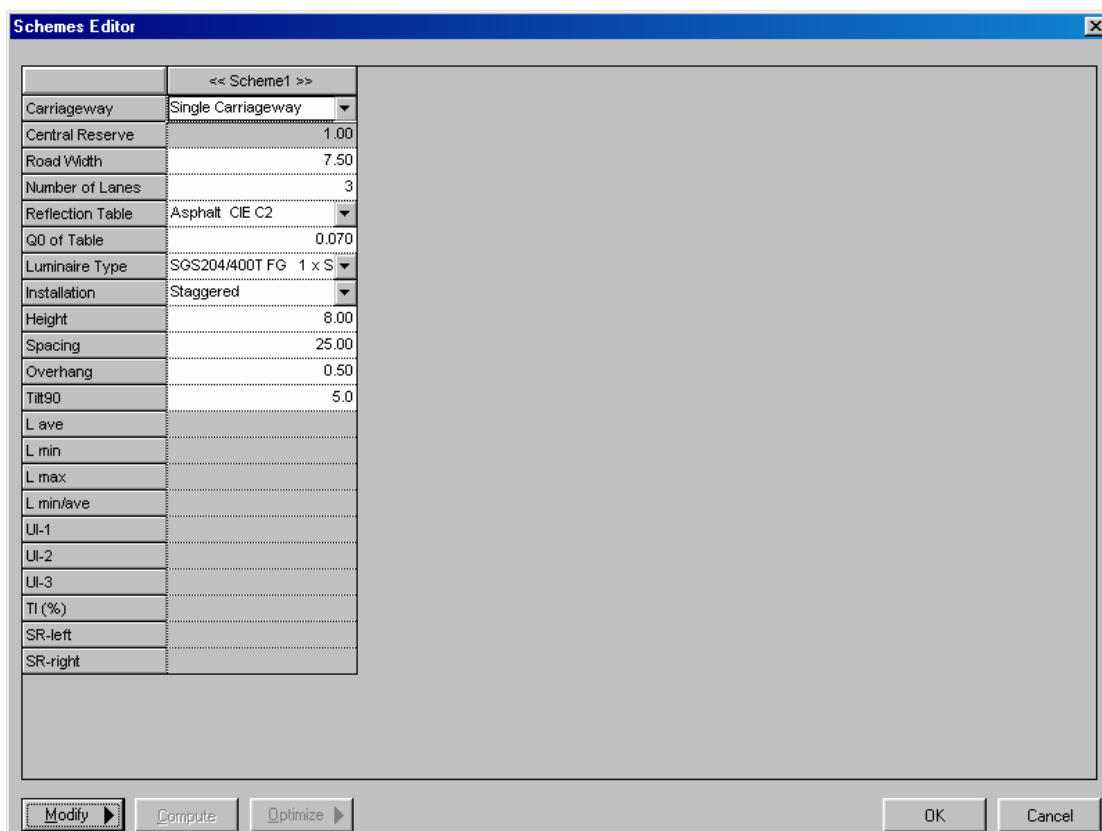 Schemes Editor
<< Scheme1 >>
Carriageway Single Carriageway
Central Reserve 1.00
Road Width 7.50
Number of Lanes 3
Reflection Table Asphalt CIE C2
Q0 of Table 0.070
Luminaire Type SGS204/400T FG 1 x S
Installation Staggered
Height 8.00
Spacing 25.00
Overhang 0.50
Tilt90 5.0
L ave
L min
L max
L min/ave
UI-1
UI-2
UI-3
TI (%)
SR-left
SR-right
Modify Compute Optimize OK Cancel